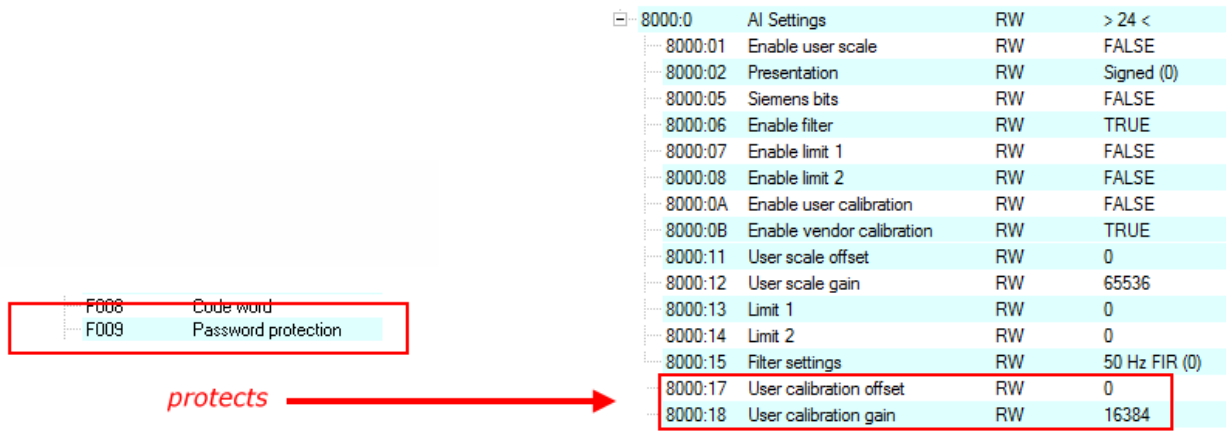 8000:0 AI Settings RW > 24 <
8000:01 Enable user scale RW FALSE
8000:02 Presentation RW Signed (0)
8000:05 Siemens bits RW FALSE
8000:06 Enable filter RW TRUE
8000:07 Enable limit 1 RW FALSE
8000:08 Enable limit 2 RW FALSE
8000:0A Enable user calibration RW FALSE
8000:0B Enable vendor calibration RW TRUE
8000:11 User scale offset RW 0
8000:12 User scale gain RW 65536
8000:13 Limit 1 RW 0
8000:14 Limit 2 RW 0
8000:15 Filter settings RW 50 Hz FIR (0)
8000:17 User calibration offset RW 0
8000:18 User calibration gain RW 16384
F008 Code word
F009 Password protection
protects